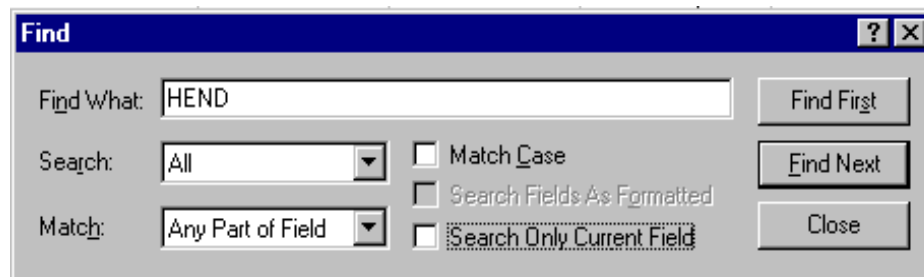 Find
Find What: HEND Find First
Search: All Match Case Find Next
Search Fields As Formatted
Match: Any Part of Field Search Only Current Field Close